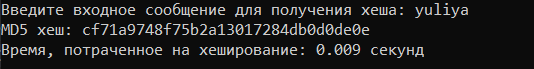 Введите входное сообщение для получения хеша: yuliya
MD5 хеш: cf71a9748f75b2a13017284db0d0de0e
Время, потраченное на хеширование: 0.009 секунд